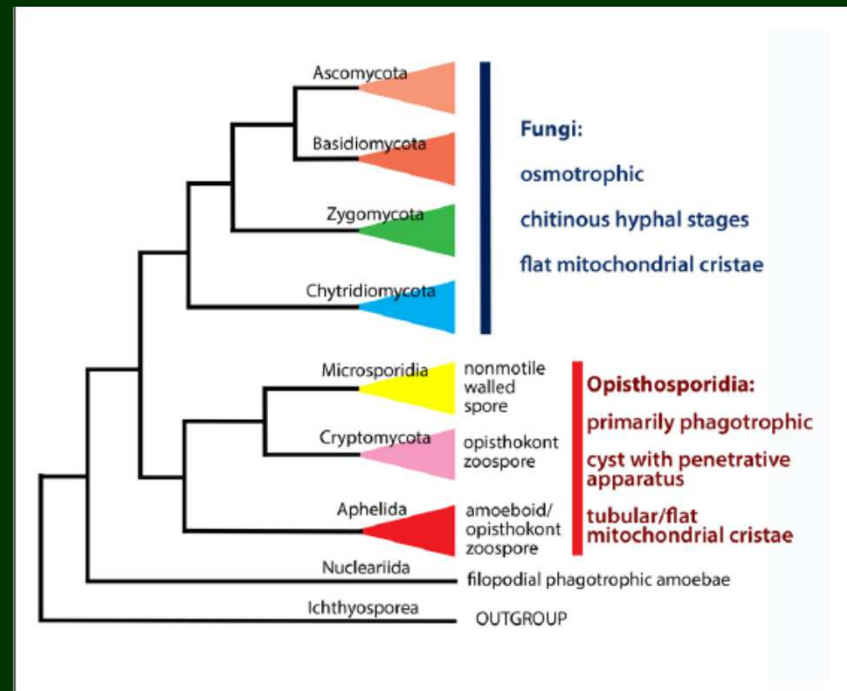 Ascomycota
Basidiomycota
Zygomycota
Chytridiomycota
Fungi:
osmotrophic
chitinous hyphal stages
flat mitochondrial cristae
Microsporidia
nonmotile
walled
spore
Cryptomycota
opisthokont
zoospore
Aphelida
amoeboid/
opisthokont
zoospore
Opisthosporidia:
primarily phagotrophic
cyst with penetrative
apparatus
tubular/flat
mitochondrial cristae
Nucleariida
filopodial phagotrophic amoebae
Ichthyosporea
OUTGROUP